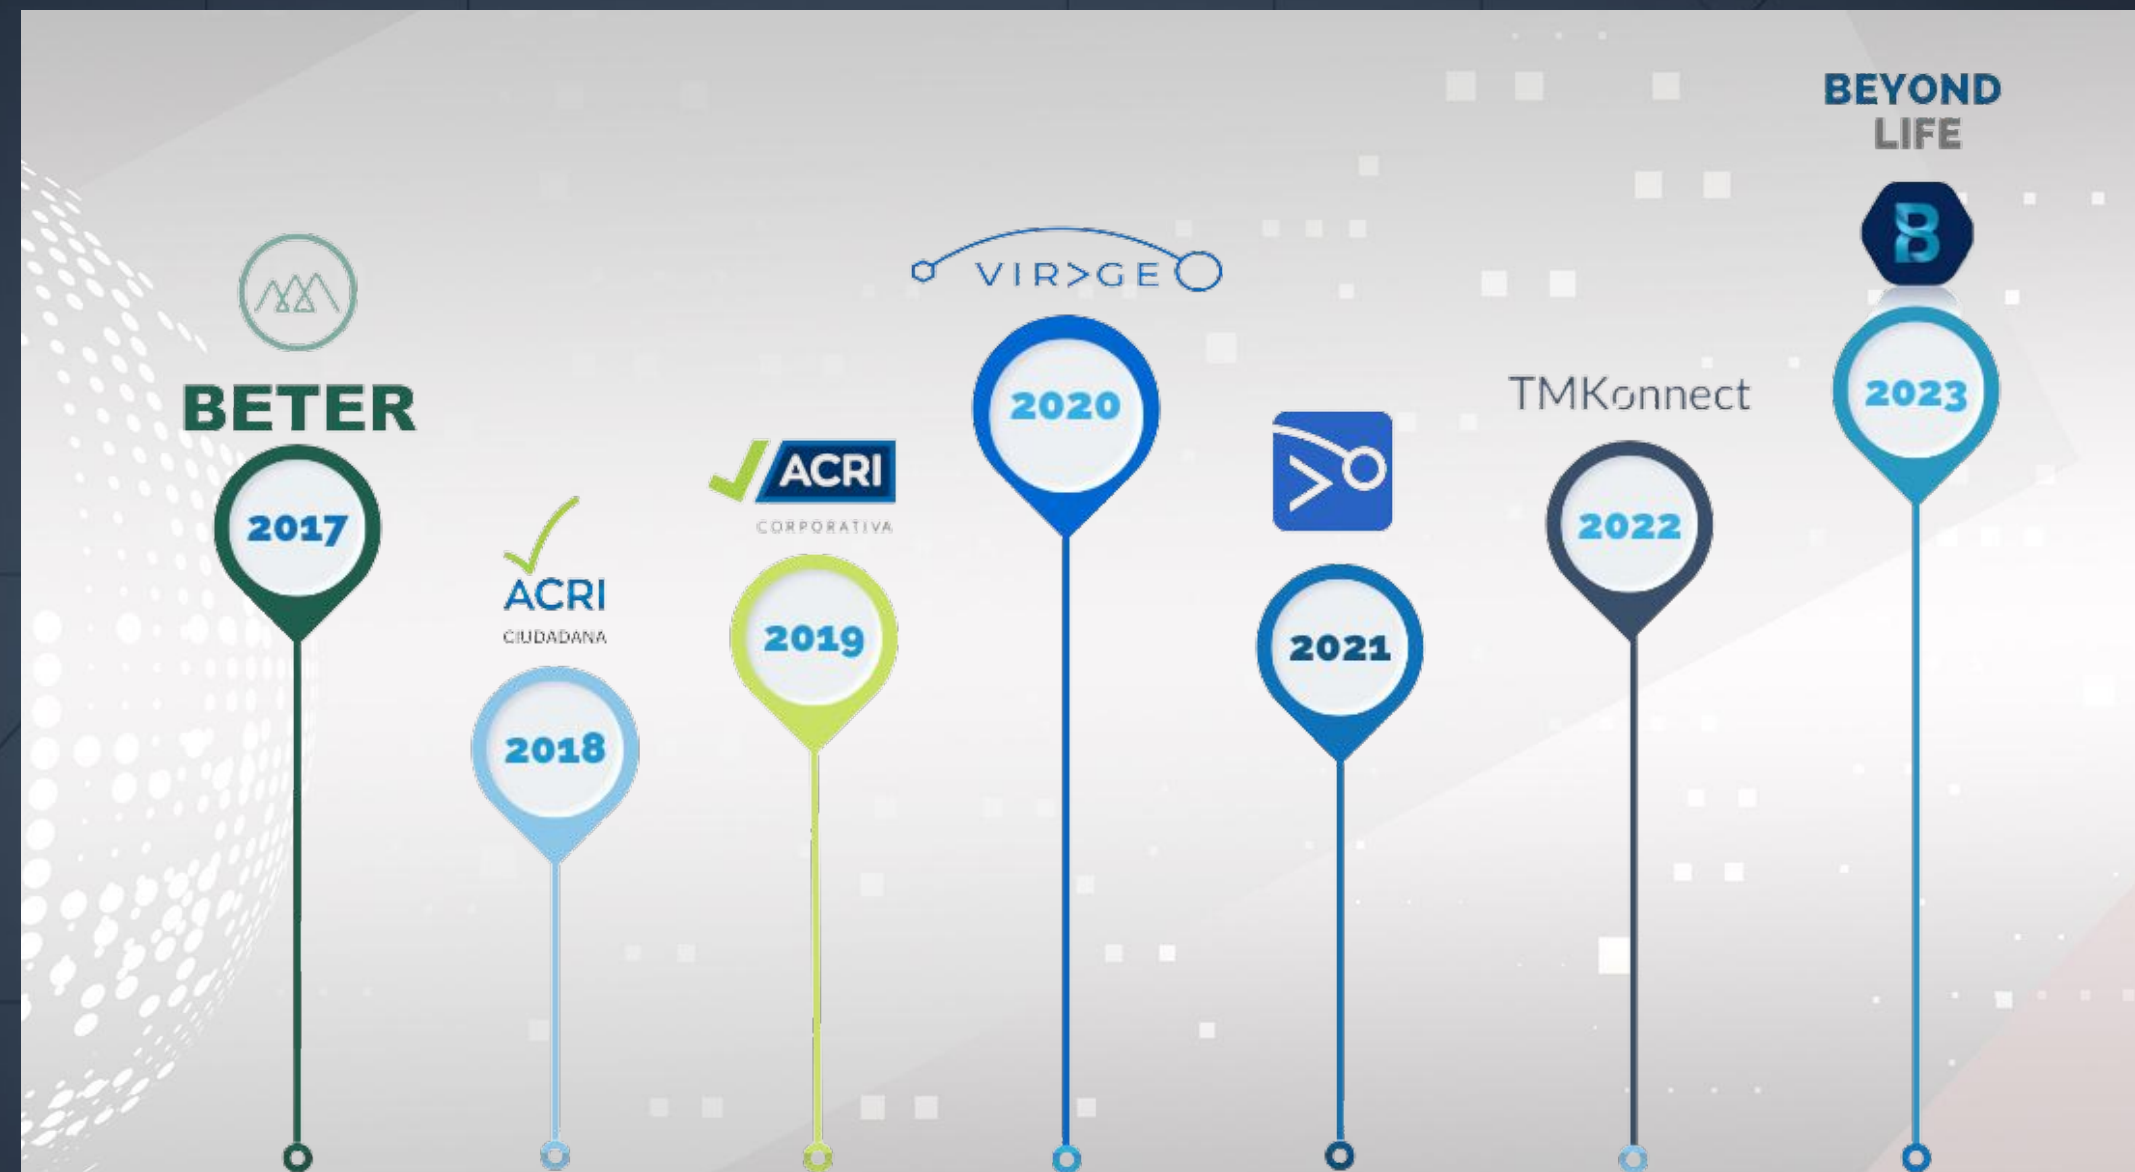 BETER
2017
ACRI
CIUDADANA
2018
ACRI
CORPORATIVA
2019
VIR>GE
2020
2021
TMKonnect
2022
BEYOND
LIFE
B
2023